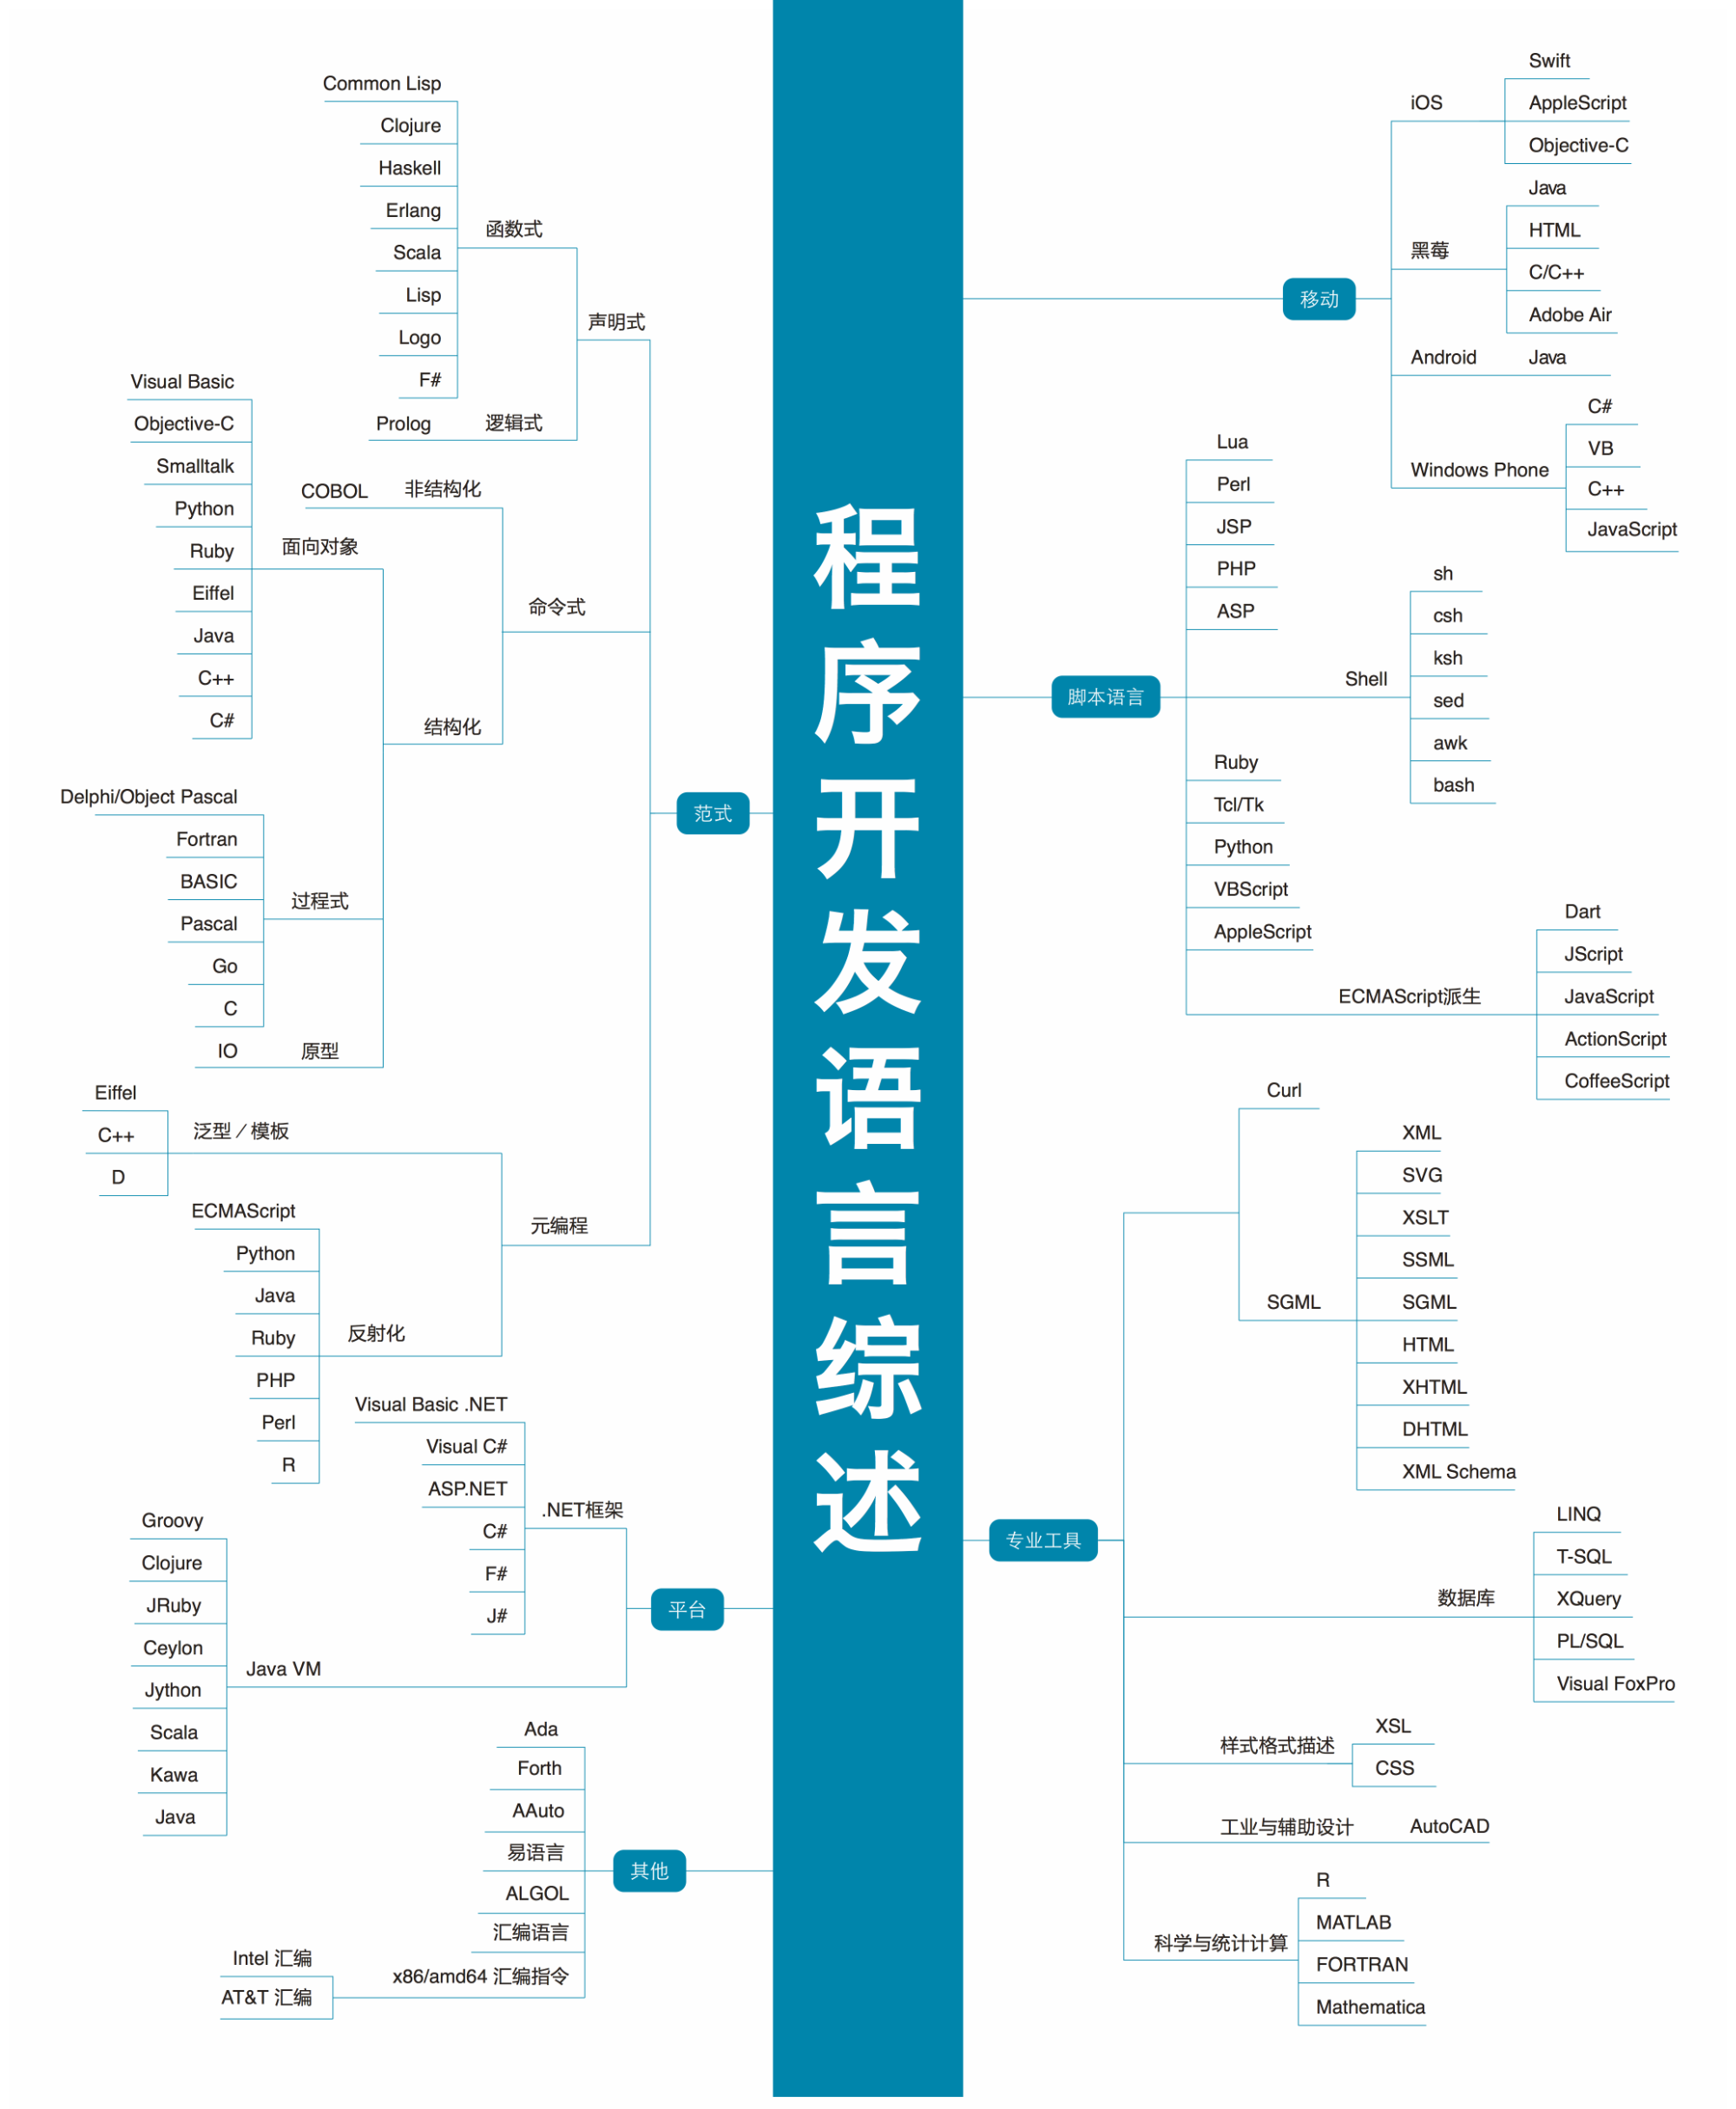 程序开发语言综述
范式
声明式
函数式
Common Lisp
Clojure
Haskell
Erlang
Scala
Lisp
Logo
F#
逻辑式
Prolog
命令式
非结构化
COBOL
结构化
面向对象
Visual Basic
Objective-C
Smalltalk
Python
Ruby
Eiffel
Java
C++
C#
过程式
Delphi/Object Pascal
Fortran
BASIC
Pascal
Go
C
原型
IO
元编程
泛型／模板
Eiffel
C++
D
反射化
ECMAScript
Python
Java
Ruby
PHP
Perl
R
平台
.NET框架
Visual Basic .NET
Visual C#
ASP.NET
C#
F#
J#
Java VM
Groovy
Clojure
JRuby
Ceylon
Jython
Scala
Kawa
Java
其他
Ada
Forth
AAuto
易语言
ALGOL
汇编语言
x86/amd64 汇编指令
Intel 汇编
AT&T 汇编
移动
iOS
Swift
AppleScript
Objective-C
黑莓
Java
HTML
C/C++
Adobe Air
Android
Java
Windows Phone
C#
VB
C++
JavaScript
脚本语言
Lua
Perl
JSP
PHP
ASP
Shell
sh
csh
ksh
sed
awk
bash
Ruby
Tcl/Tk
Python
VBScript
AppleScript
ECMAScript派生
Dart
JScript
JavaScript
ActionScript
CoffeeScript
专业工具
Curl
SGML
XML
SVG
XSLT
SSML
SGML
HTML
XHTML
DHTML
XML Schema
数据库
LINQ
T-SQL
XQuery
PL/SQL
Visual FoxPro
样式格式描述
XSL
CSS
工业与辅助设计
AutoCAD
科学与统计计算
R
MATLAB
FORTRAN
Mathematica